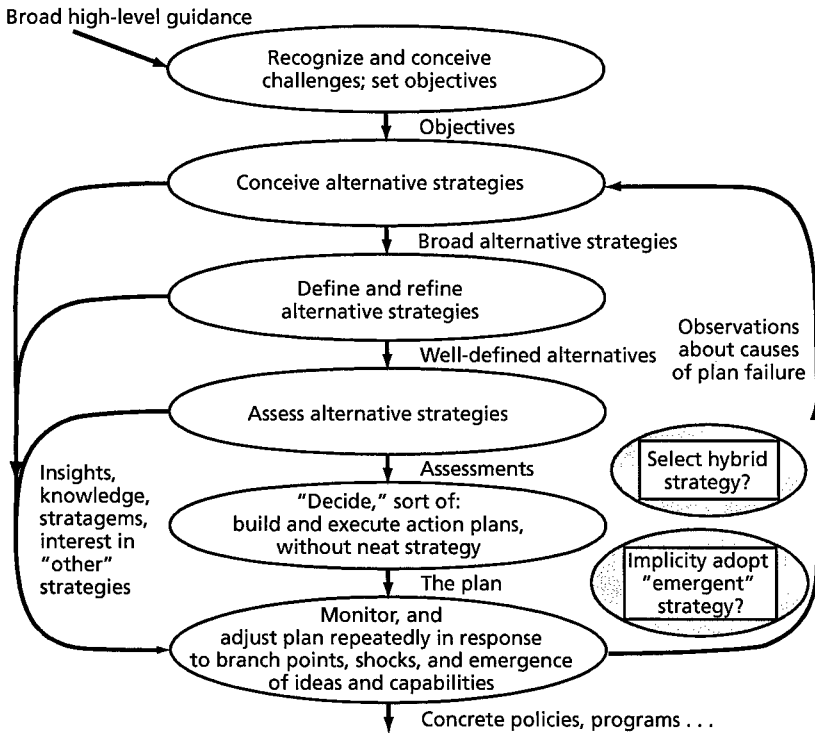 Broad high-level guidance
Recognize and conceive
challenges; set objectives
Objectives
Conceive alternative strategies
Broad alternative strategies
Define and refine
alternative strategies
Well-defined alternatives
Observations
about causes
of plan failure
Assess alternative strategies
Assessments
Select hybrid
strategy?
Insights,
knowledge,
stratagems,
interest in
"other"
strategies
"Decide," sort of:
build and execute action plans,
without neat strategy
The plan
Implicity adopt
"emergent"
strategy?
Monitor, and
adjust plan repeatedly in response
to branch points, shocks, and emergence
of ideas and capabilities
Concrete policies, programs . . .